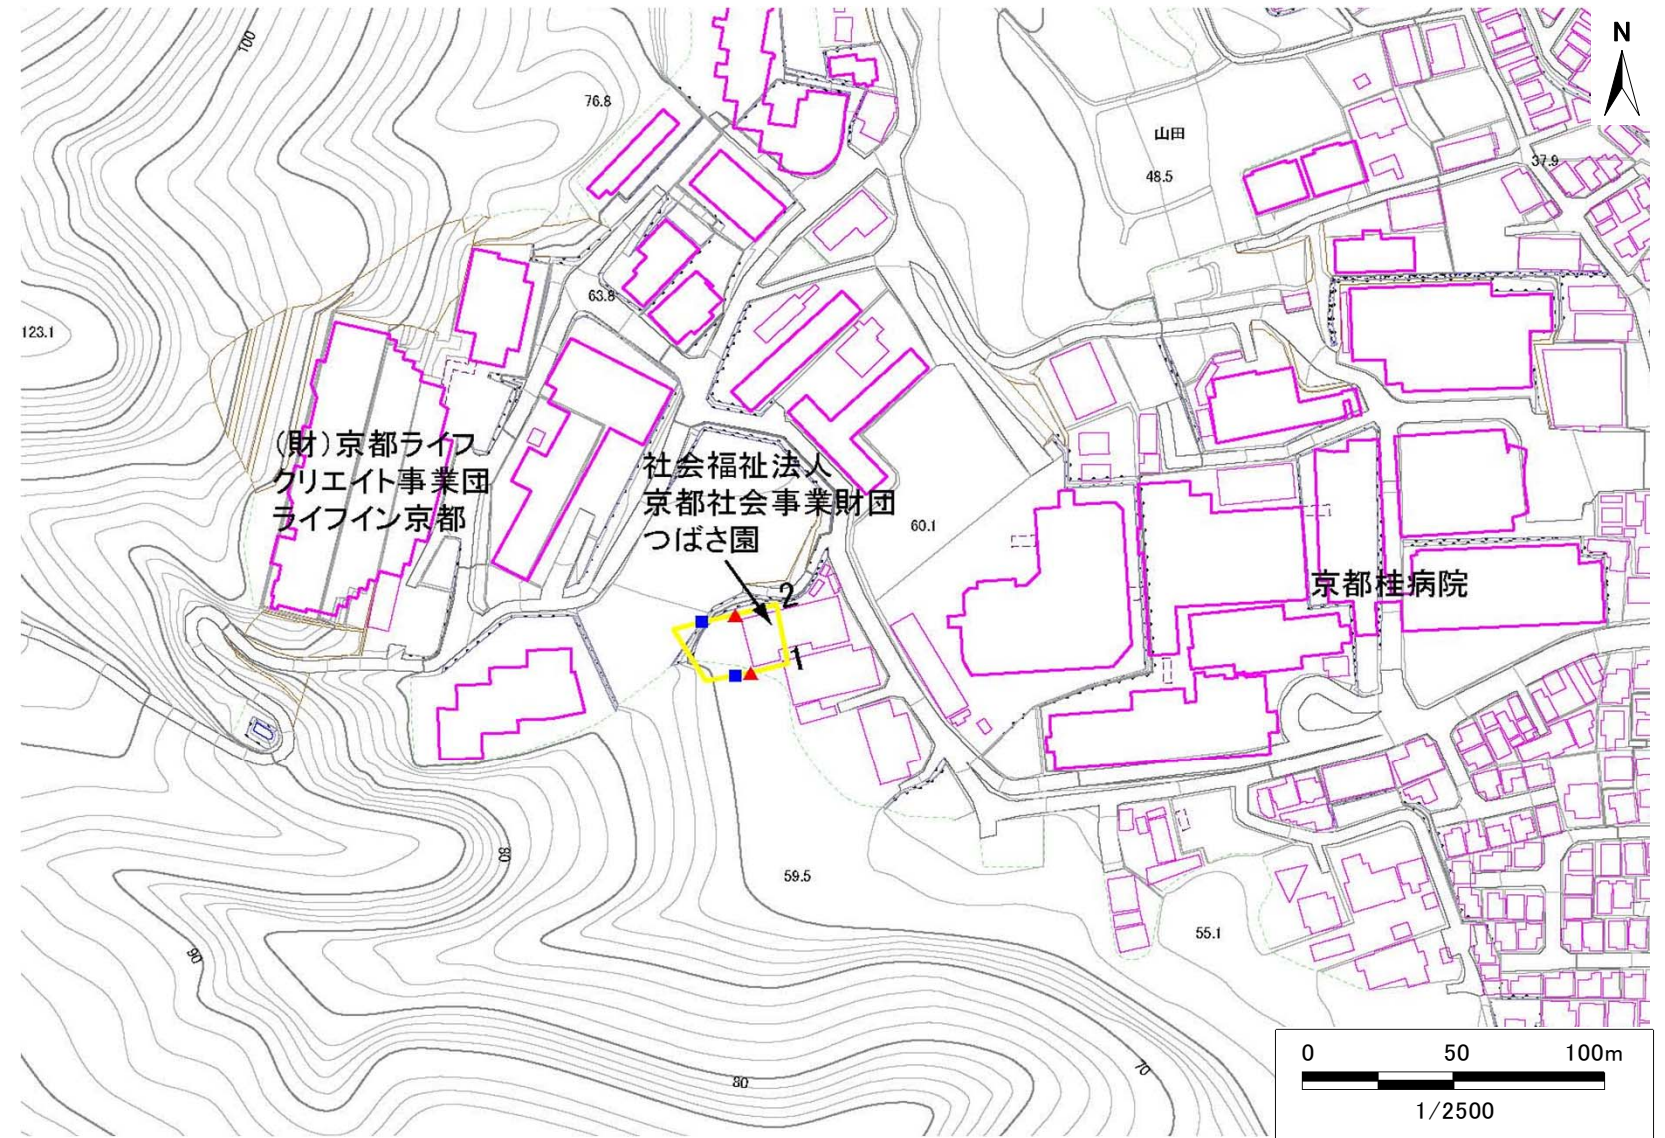 N
100
76.8
山田
48.5
37.9
63.8
123.1
(財)京都ライフ
クリエイト事業団
ライフイン京都
社会福祉法人
京都社会事業財団
つばさ園
60.1
京都桂病院
2
1
80
59.5
90
55.1
80
70
0 50 100m
1/2500